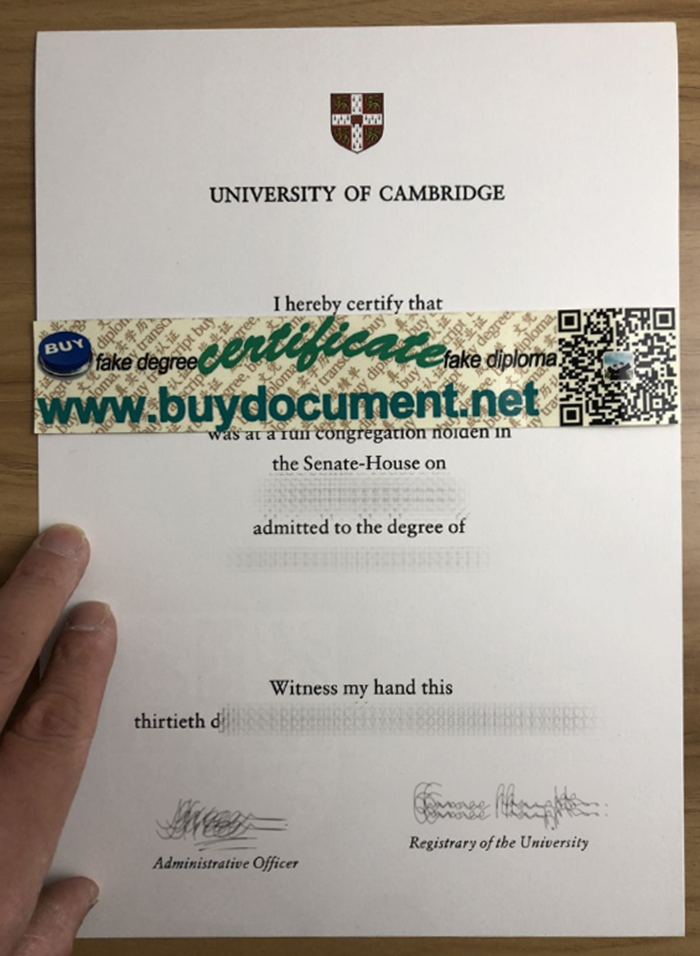 UNIVERSITY OF CAMBRIDGE
I hereby certify that
BUY
fake degree certificate fake diploma
www.buydocument.net
was at a full congregation holden in
the Senate-House on
admitted to the degree of
Witness my hand this
thirtieth d
Administrative Officer
Registrary of the University